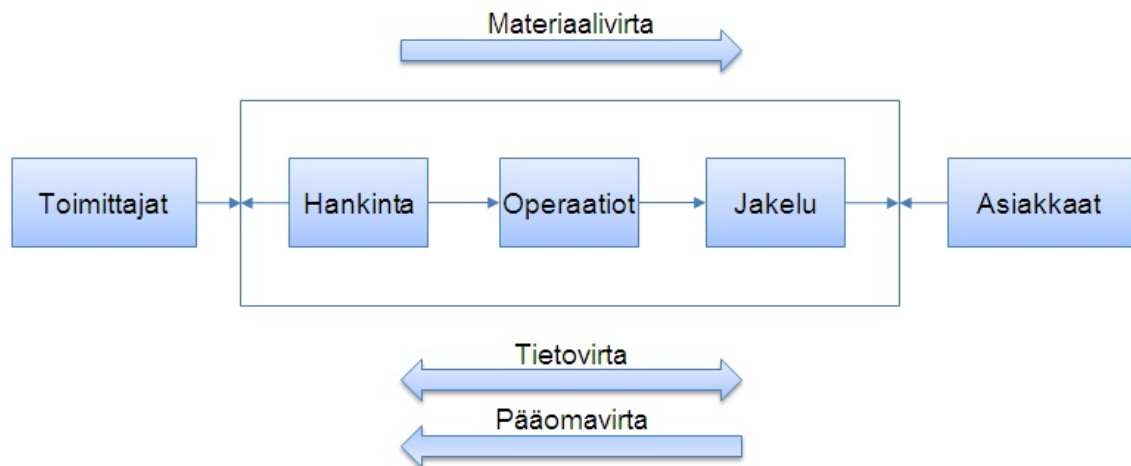 Materiaalivirta
Toimittajat
Hankinta
Operaatiot
Jakelu
Asiakkaat
Tietovirta
Pääomavirta